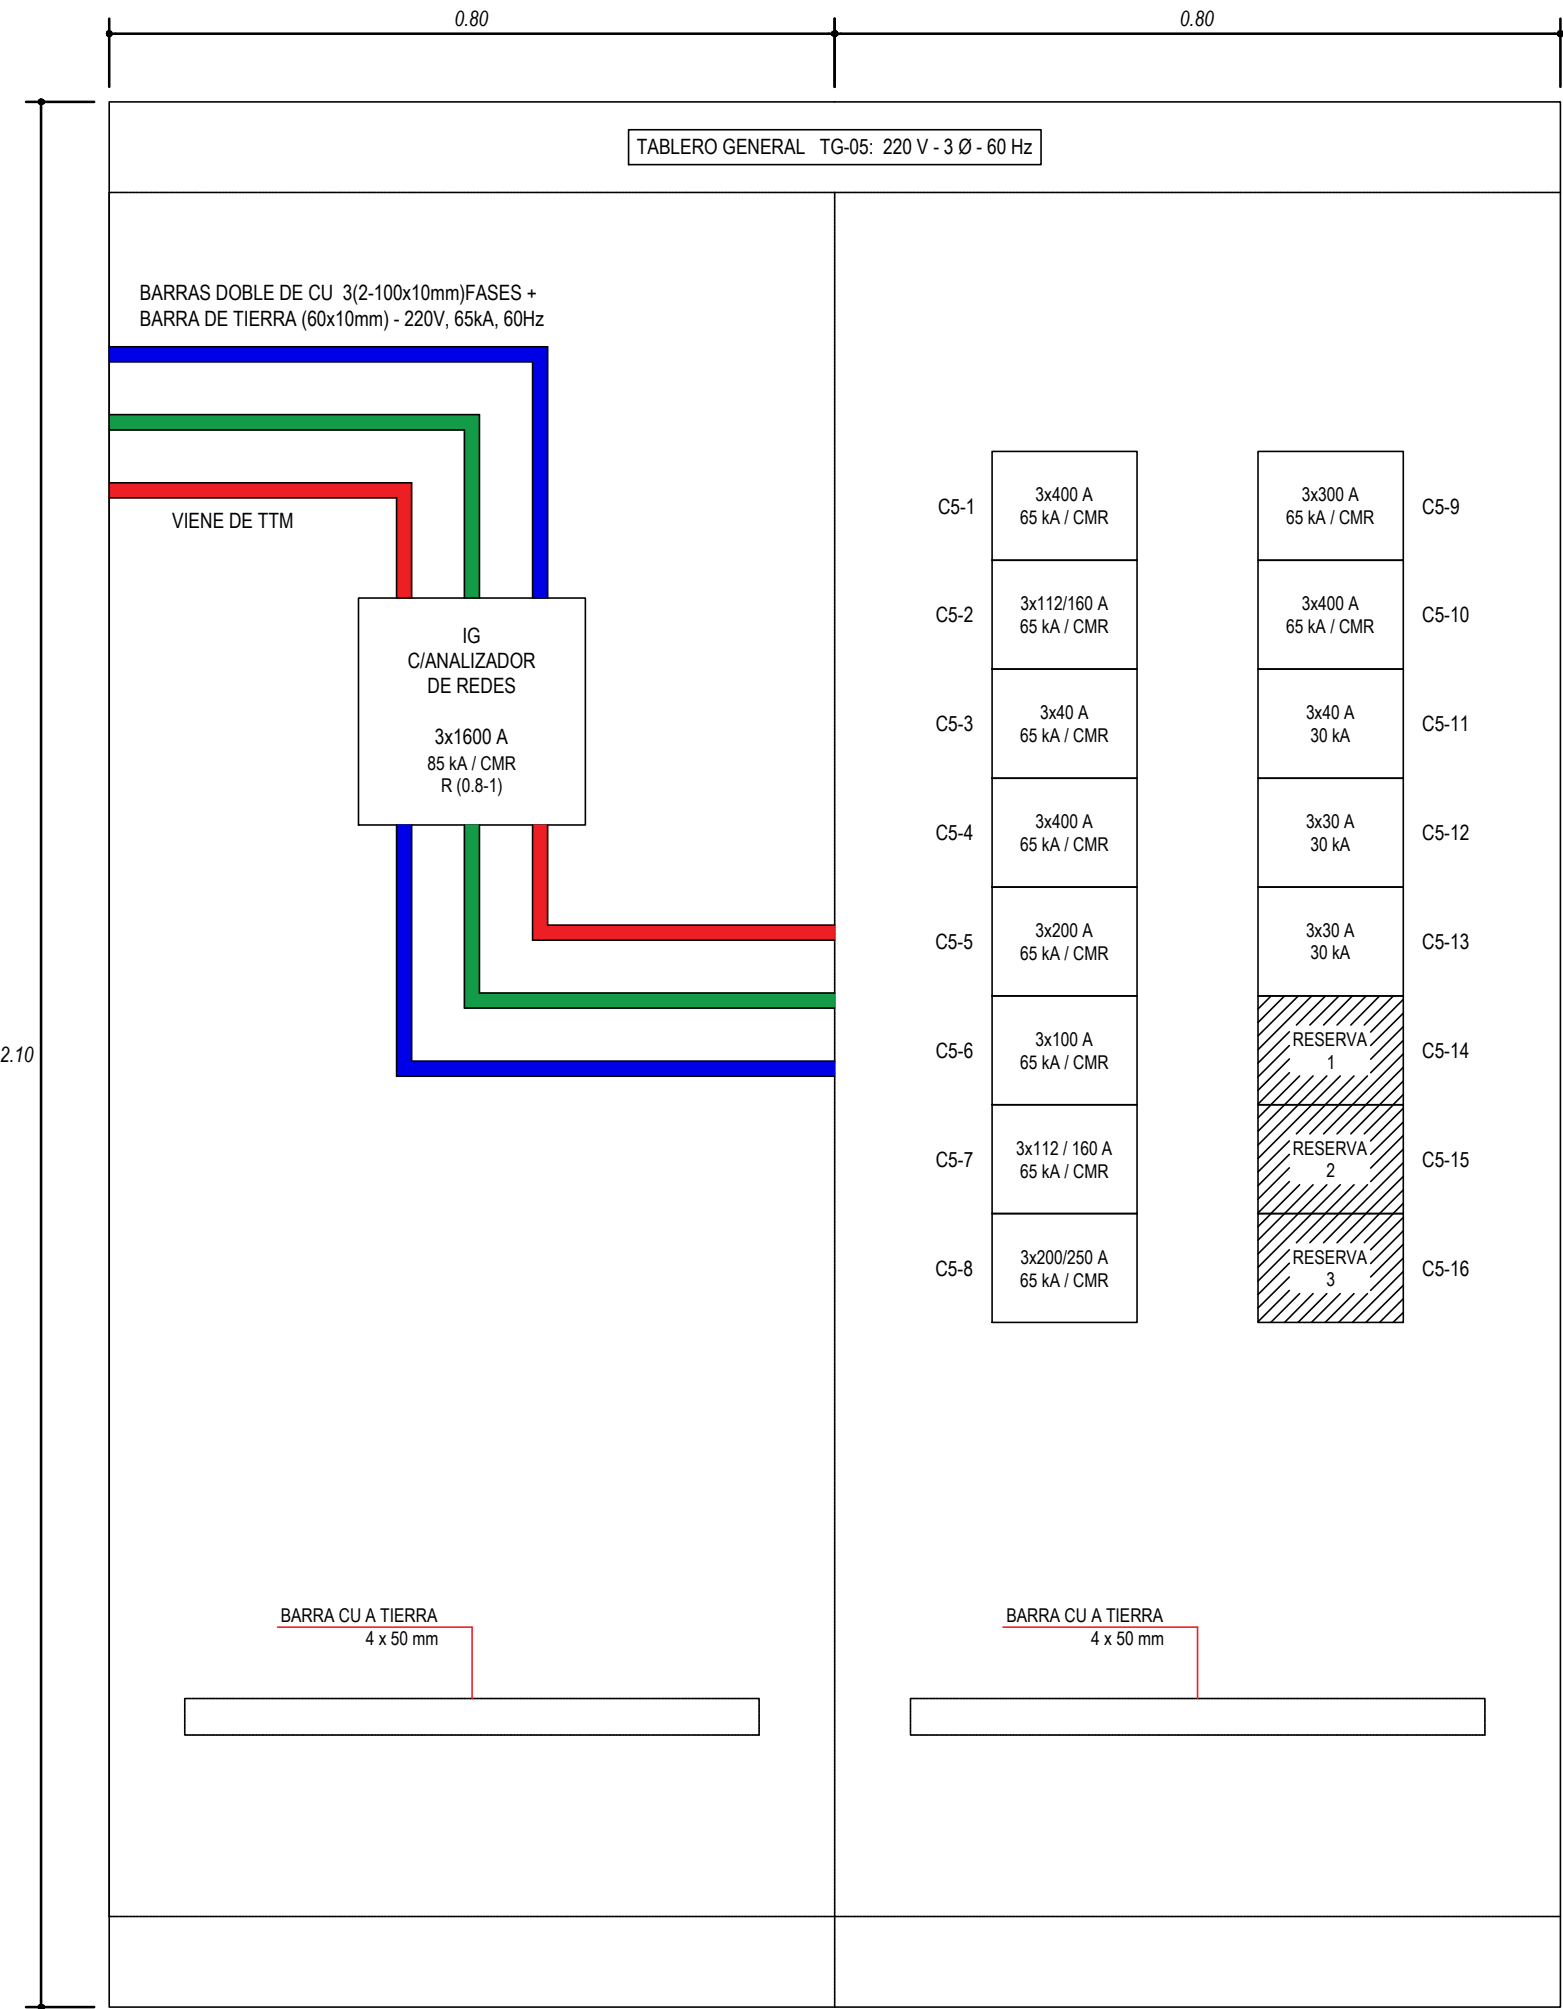 0.80
0.80
TABLERO GENERAL   TG-05:  220 V - 3 Ø - 60 Hz
BARRAS DOBLE DE CU  3(2-100x10mm)FASES +
BARRA DE TIERRA (60x10mm) - 220V, 65kA, 60Hz
VIENE DE TTM
IG
C/ANALIZADOR
DE REDES
3x1600 A
85 kA / CMR
R (0.8-1)
2.10
C5-1
3x400 A
65 kA / CMR
C5-2
3x112/160 A
65 kA / CMR
C5-3
3x40 A
65 kA / CMR
C5-4
3x400 A
65 kA / CMR
C5-5
3x200 A
65 kA / CMR
C5-6
3x100 A
65 kA / CMR
C5-7
3x112 / 160 A
65 kA / CMR
C5-8
3x200/250 A
65 kA / CMR
3x300 A
65 kA / CMR
C5-9
3x400 A
65 kA / CMR
C5-10
3x40 A
30 kA
C5-11
3x30 A
30 kA
C5-12
3x30 A
30 kA
C5-13
RESERVA
1
C5-14
RESERVA
2
C5-15
RESERVA
3
C5-16
BARRA CU A TIERRA
4 x 50 mm
BARRA CU A TIERRA
4 x 50 mm